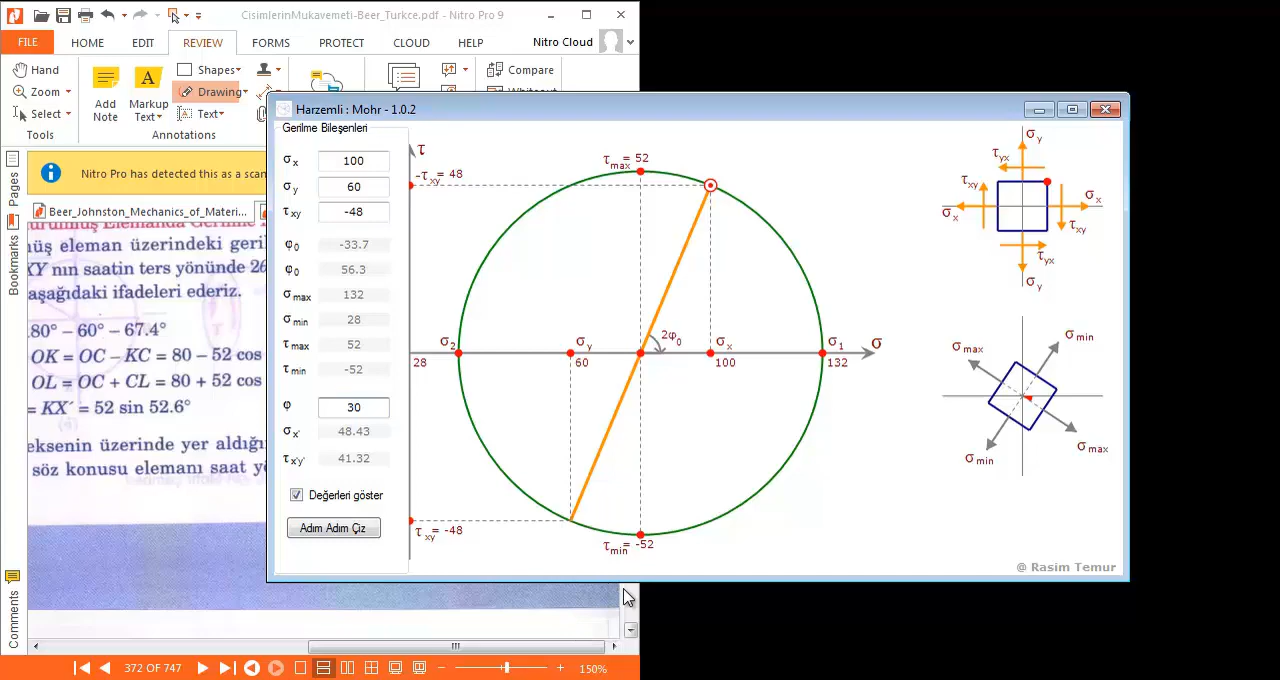 CisimlerinMukavemeti-Beer_Turkce.pdf - Nitro Pro 9
FILE
HOME
EDIT
REVIEW
FORMS
PROTECT
CLOUD
HELP
Nitro Cloud
Hand
Zoom
Select
Tools
Add Note
Markup Text
Shapes
Drawing
Text
Annotations
Compare
Nitro Pro has detected this as a scan
Pages
Bookmarks
Comments
Beer_Johnston_Mechanics_of_Materi...
müş eleman üzerindeki geril
XY nın saatin ters yönünde 26
aşağıdaki ifadeleri ederiz.
80° – 60° – 67.4°
OK = OC – KC = 80 – 52 cos
OL = OC + CL = 80 + 52 cos
= KX´ = 52 sin 52.6°
eksenin üzerinde yer aldığın
söz konusu elemanı saat yö
372 OF 747
150%
Harzemli : Mohr - 1.0.2
Gerilme Bileşenleri
σx 100
σy 60
τxy -48
φ0 -33.7
φ0 56.3
σmax 132
σmin 28
τmax 52
τmin -52
φ 30
σx' 48.43
τx'y' 41.32
Değerleri göster
Adım Adım Çiz
τ
-τxy= 48
τmax= 52
σ2
28
σy
60
2φ0
σx
100
σ1
132
σ
τxy= -48
τmin= -52
σy
τyx
τxy
σx
σx
τxy
τyx
σy
σmin
σmax
σmin
σmax
@ Rasim Temur